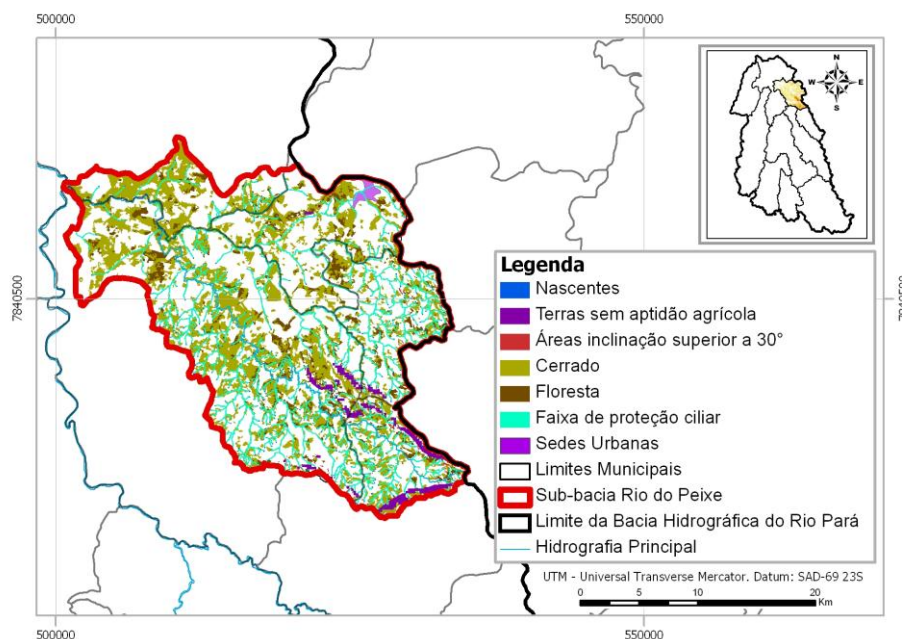 500000 550000
N
W E
S
7840500 7840500
Legenda
Nascentes
Terras sem aptidão agrícola
Áreas inclinação superior a 30°
Cerrado
Floresta
Faixa de proteção ciliar
Sedes Urbanas
Limites Municipais
Sub-bacia Rio do Peixe
Limite da Bacia Hidrográfica do Rio Pará
Hidrografia Principal
UTM - Universal Transverse Mercator. Datum: SAD-69 23S
0 5 10 20
Km
500000 550000